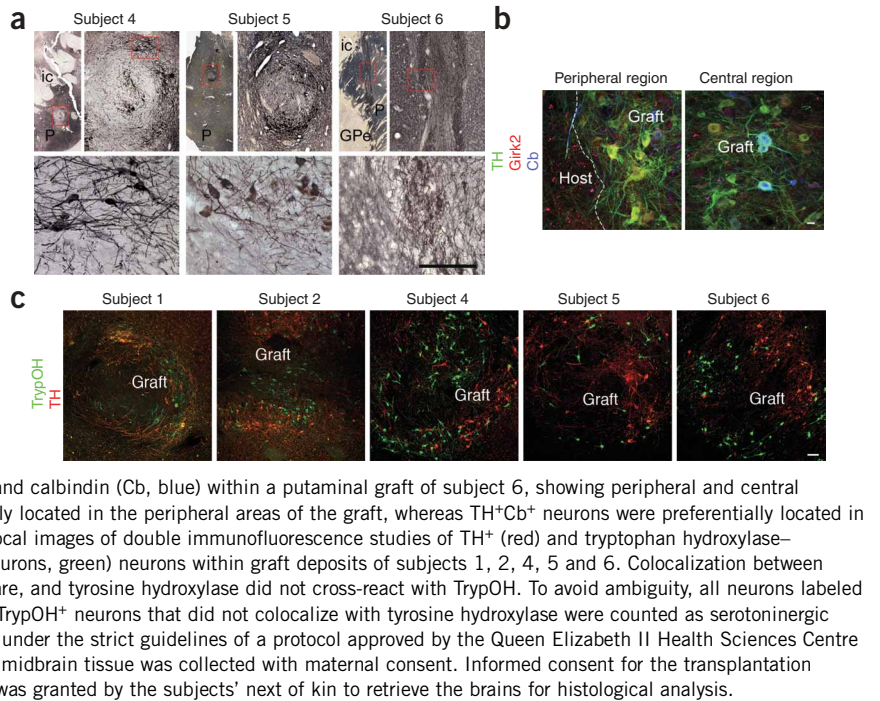 a
Subject 4
Subject 5
Subject 6
ic
P
P
P
GPe
b
Peripheral region
Central region
TH
Girk2
Cb
Graft
Host
Graft
c
Subject 1
Subject 2
Subject 4
Subject 5
Subject 6
TrypOH
TH
Graft
Graft
Graft
Graft
Graft
and calbindin (Cb, blue) within a putaminal graft of subject 6, showing peripheral and central
ly located in the peripheral areas of the graft, whereas TH⁺Cb⁺ neurons were preferentially located in
ocal images of double immunofluorescence studies of TH⁺ (red) and tryptophan hydroxylase–
eurons, green) neurons within graft deposits of subjects 1, 2, 4, 5 and 6. Colocalization between
are, and tyrosine hydroxylase did not cross-react with TrypOH. To avoid ambiguity, all neurons labeled
TrypOH⁺ neurons that did not colocalize with tyrosine hydroxylase were counted as serotoninergic
under the strict guidelines of a protocol approved by the Queen Elizabeth II Health Sciences Centre
midbrain tissue was collected with maternal consent. Informed consent for the transplantation
was granted by the subjects' next of kin to retrieve the brains for histological analysis.